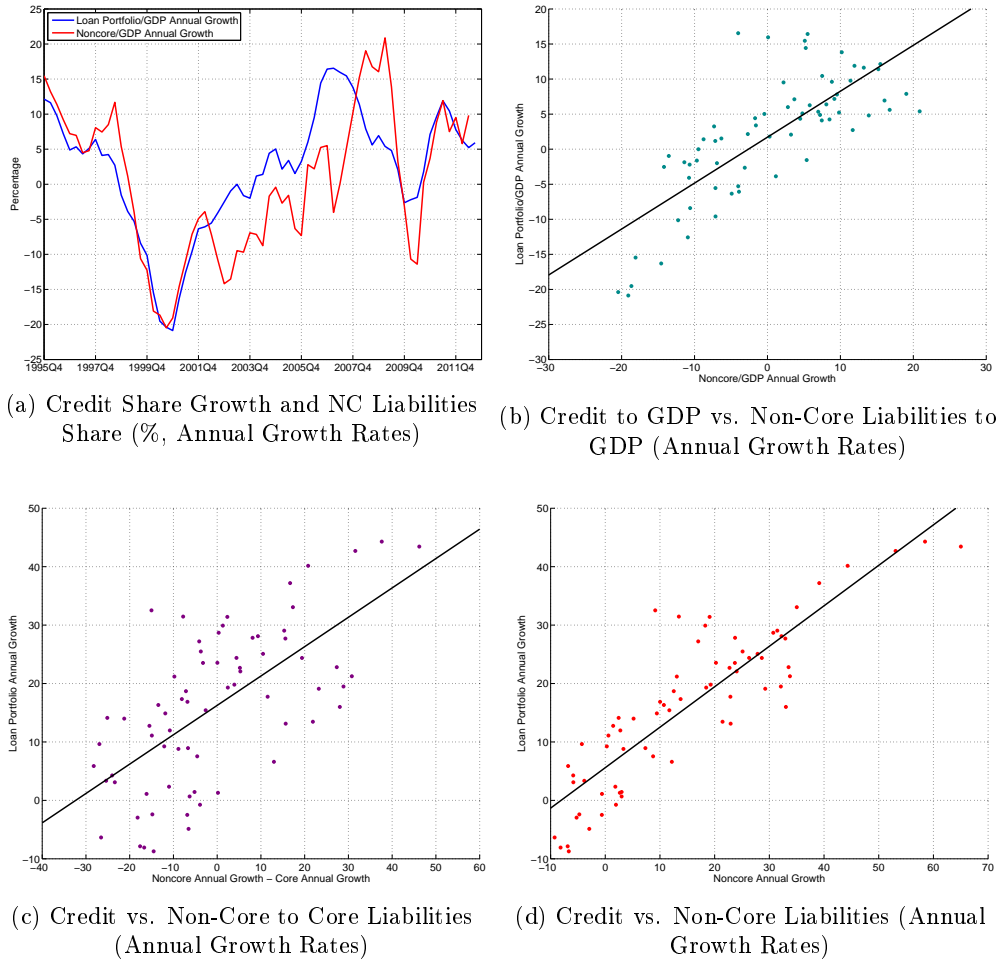 Loan Portfolio/GDP Annual Growth
Noncore/GDP Annual Growth
25
20
15
10
5
0
−5
−10
−15
−20
−25
Percentage
1995Q4 1997Q4 1999Q4 2001Q4 2003Q4 2005Q4 2007Q4 2009Q4 2011Q4
(a) Credit Share Growth and NC Liabilities
Share (%, Annual Growth Rates)
20
15
10
5
0
−5
10
15
20
25
−30
Loan Portfolio/GDP Annual Growth
−30 −20 −10 0 10 20 30
Noncore/GDP Annual Growth
(b) Credit to GDP vs. Non-Core Liabilities to
GDP (Annual Growth Rates)
50
40
30
20
10
0
−10
Loan Portfolio Annual Growth
−40 −30 −20 −10 0 10 20 30 40 50 60
Noncore Annual Growth − Core Annual Growth
(c) Credit vs. Non-Core to Core Liabilities
(Annual Growth Rates)
50
40
30
20
10
0
−10
Loan Portfolio Annual Growth
−10 0 10 20 30 40 50 60 70
Noncore Annual Growth
(d) Credit vs. Non-Core Liabilities (Annual
Growth Rates)